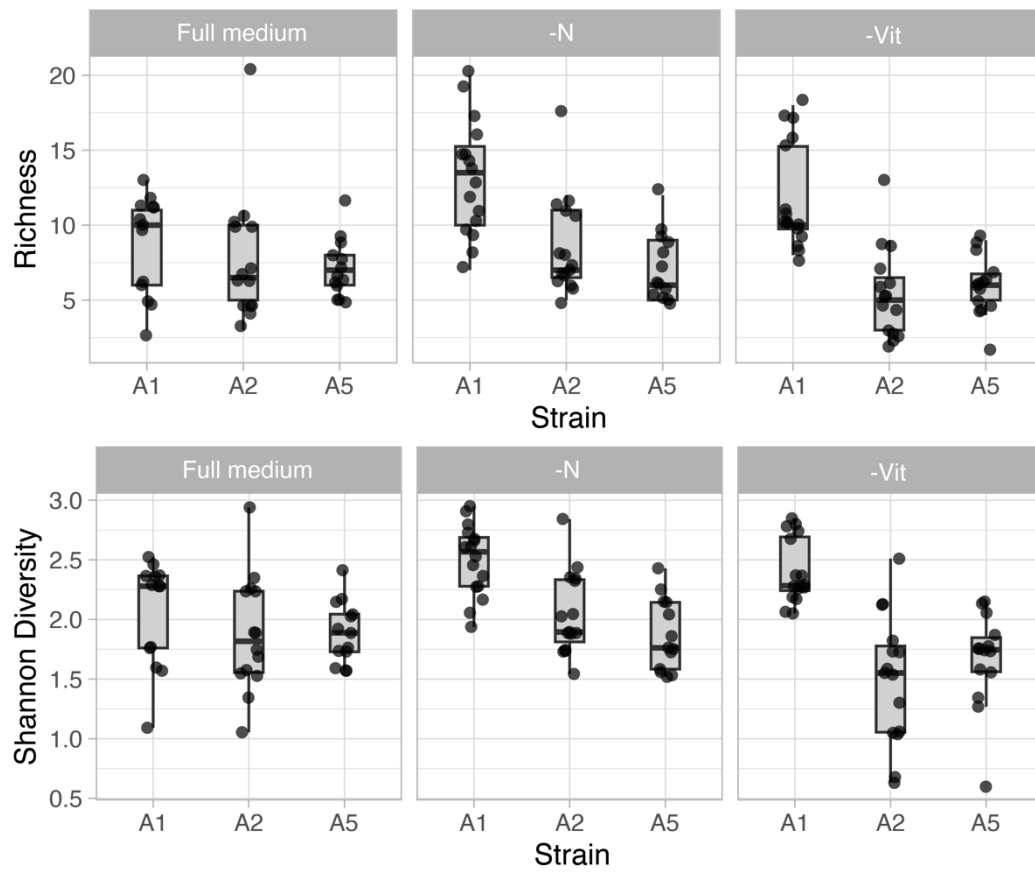 Full medium -N -Vit
Richness
20
15
10
5
A1 A2 A5 A1 A2 A5 A1 A2 A5
Strain
Full medium -N -Vit
Shannon Diversity
3.0
2.5
2.0
1.5
1.0
0.5
A1 A2 A5 A1 A2 A5 A1 A2 A5
Strain